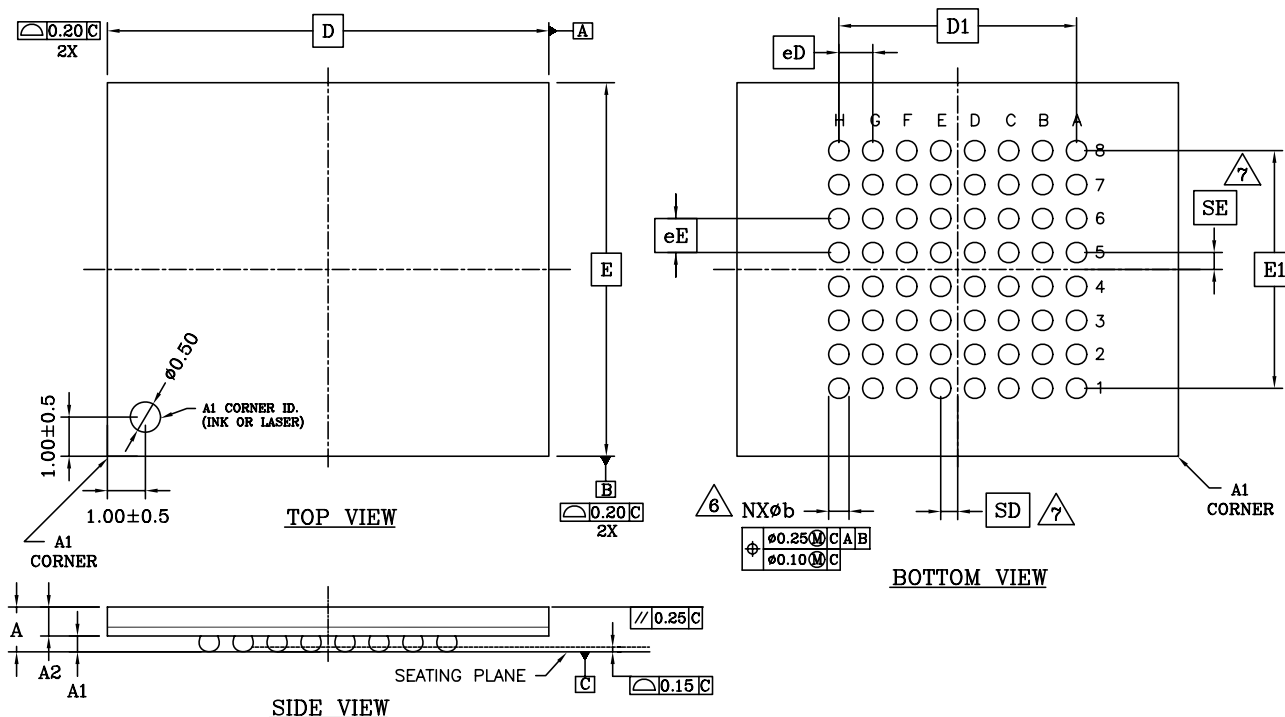 ⌓ 0.20 C
2X
D
A
E
ø0.50
A1 CORNER ID.
(INK OR LASER)
1.00±0.5
1.00±0.5
A1
CORNER
B
⌓ 0.20 C
2X
TOP VIEW
D1
eD
H G F E D C B A
8
7
6
5
4
3
2
1
7
SE
eE
E1
6
NXøb
⌖ ø0.25 Ⓜ C A B
ø0.10 Ⓜ C
SD
7
A1
CORNER
BOTTOM VIEW
A
A2
A1
// 0.25 C
SEATING PLANE
C
⌓ 0.15 C
SIDE VIEW